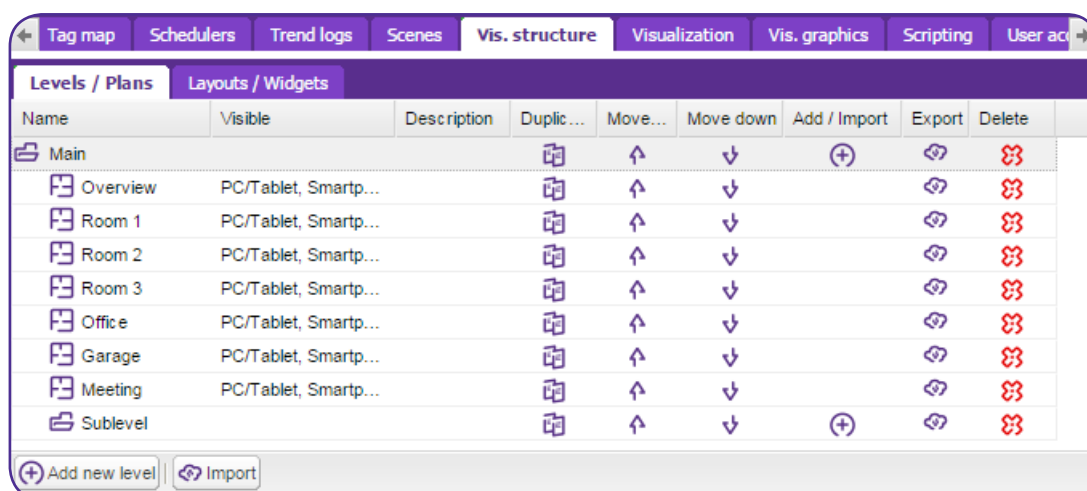 Tag map Schedulers Trend logs Scenes Vis. structure Visualization Vis. graphics Scripting User acc
Levels / Plans Layouts / Widgets
Name Visible Description Duplic... Move... Move down Add / Import Export Delete
Main
Overview PC/Tablet, Smartp...
Room 1 PC/Tablet, Smartp...
Room 2 PC/Tablet, Smartp...
Room 3 PC/Tablet, Smartp...
Office PC/Tablet, Smartp...
Garage PC/Tablet, Smartp...
Meeting PC/Tablet, Smartp...
Sublevel
Add new level Import